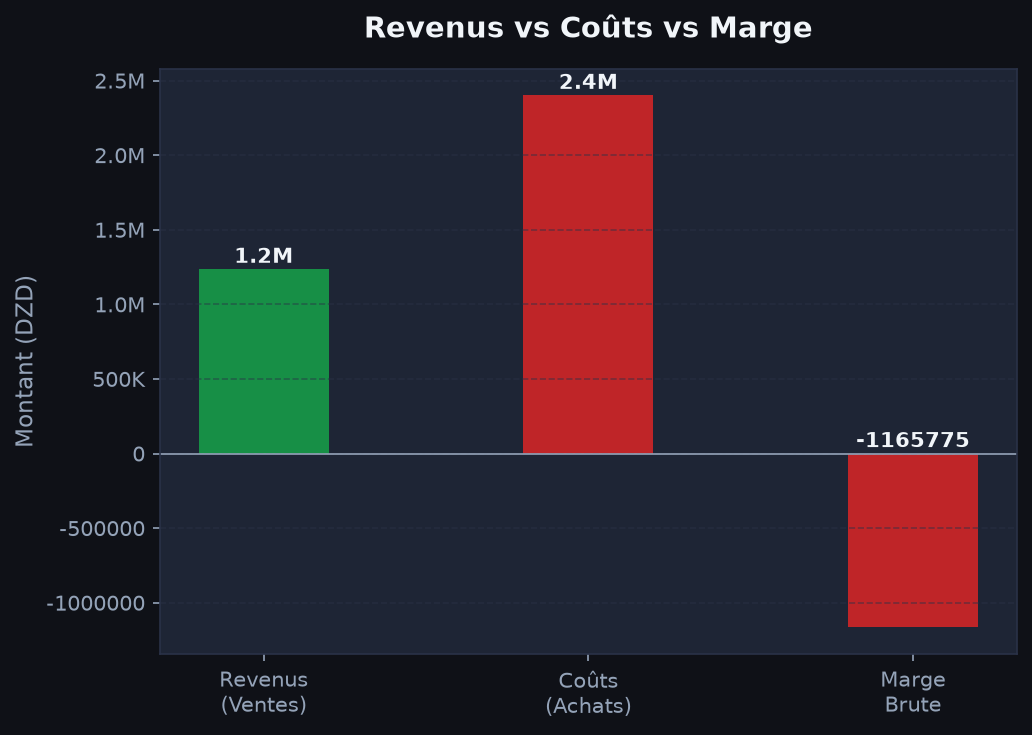 Revenus vs Coûts vs Marge
Montant (DZD)
2.5M
2.0M
1.5M
1.0M
500K
0
-500000
-1000000
1.2M
2.4M
-1165775
Revenus
(Ventes)
Coûts
(Achats)
Marge
Brute